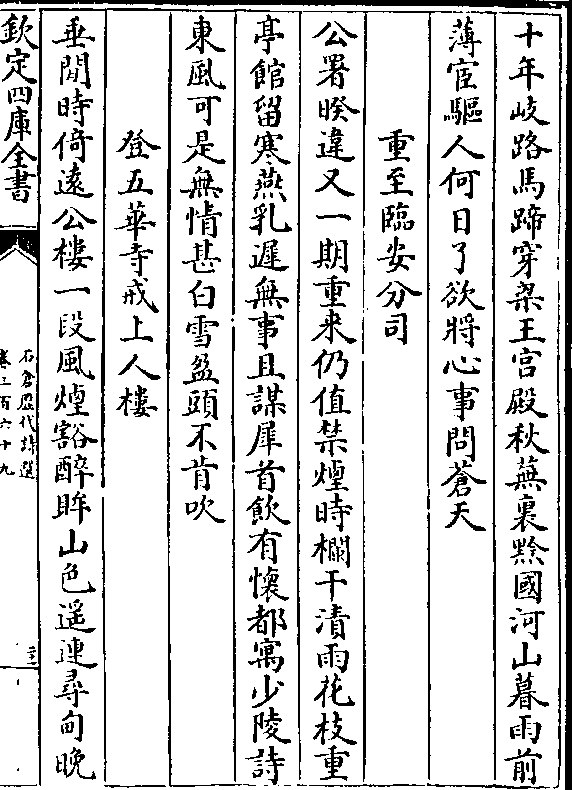 十年岐路馬蹄穿梁王宫殿秋蕪裏黔國河山暮雨前
薄宦驅人何日了欲將心事問蒼天
重至臨安分司
公署暌違又一期重来仍值禁煙時欄干漬雨花枝重
亭館留寒燕乳遲無事且謀犀首飲有懷都寓少陵詩
東風可是無情甚白雪盈頭不肯吹
登五華寺戒上人樓
垂閒時倚遠公樓一段風煙豁醉眸山色遥連尋甸晚
欽定四庫全書
石倉歷代詩選
卷三百六十九